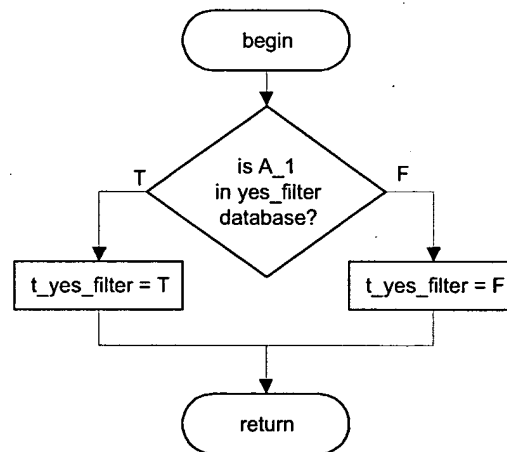 begin
is A_1
in yes_filter
database?
T
F
t_yes_filter = T
t_yes_filter = F
return